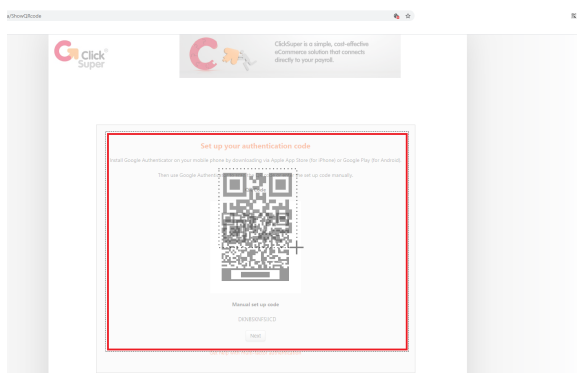 /ShowQRcode
Click
Super
ClickSuper is a simple, cost-effective
eCommerce solution that connects
directly to your payroll.
Set up your authentication code
Install Google Authenticator on your mobile phone by downloading via Apple App Store (for iPhone) or Google Play (for Android).
Then use Google set up code manually.
Manual set up code
Next